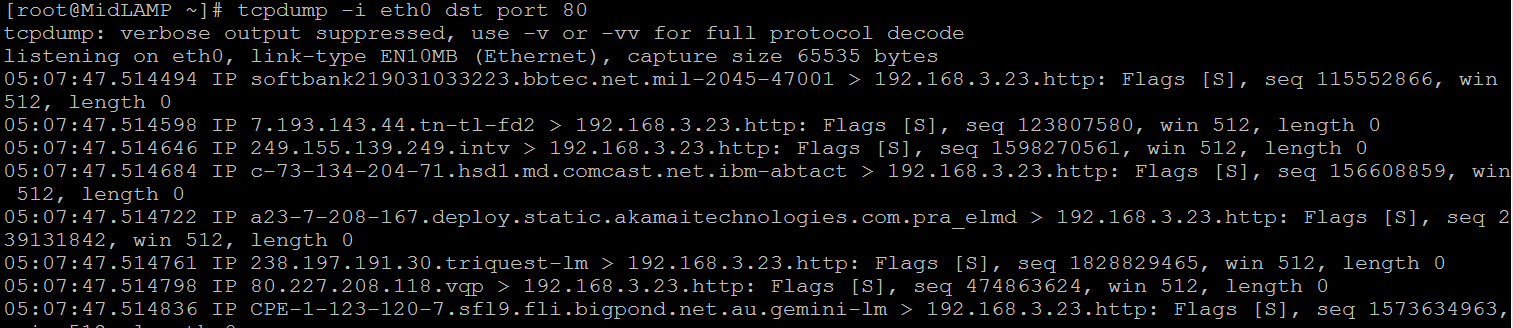 [root@MidLAMP ~]# tcpdump -i eth0 dst port 80
tcpdump: verbose output suppressed, use -v or -vv for full protocol decode
listening on eth0, link-type EN10MB (Ethernet), capture size 65535 bytes
05:07:47.514494 IP softbank219031033223.bbtec.net.mil-2045-47001 > 192.168.3.23.http: Flags [S], seq 115552866, win
512, length 0
05:07:47.514598 IP 7.193.143.44.tn-tl-fd2 > 192.168.3.23.http: Flags [S], seq 123807580, win 512, length 0
05:07:47.514646 IP 249.155.139.249.intv > 192.168.3.23.http: Flags [S], seq 1598270561, win 512, length 0
05:07:47.514684 IP c-73-134-204-71.hsd1.md.comcast.net.ibm-abtact > 192.168.3.23.http: Flags [S], seq 156608859, win
512, length 0
05:07:47.514722 IP a23-7-208-167.deploy.static.akamaitechnologies.com.pra_elmd > 192.168.3.23.http: Flags [S], seq 2
39131842, win 512, length 0
05:07:47.514761 IP 238.197.191.30.triquest-lm > 192.168.3.23.http: Flags [S], seq 1828829465, win 512, length 0
05:07:47.514798 IP 80.227.208.118.vqp > 192.168.3.23.http: Flags [S], seq 474863624, win 512, length 0
05:07:47.514836 IP CPE-1-123-120-7.sfl9.fli.bigpond.net.au.gemini-lm > 192.168.3.23.http: Flags [S], seq 1573634963,